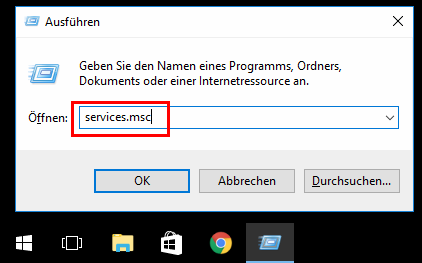 Ausführen
Geben Sie den Namen eines Programms, Ordners,
Dokuments oder einer Internetressource an.
Öffnen: services.msc
OK Abbrechen Durchsuchen...